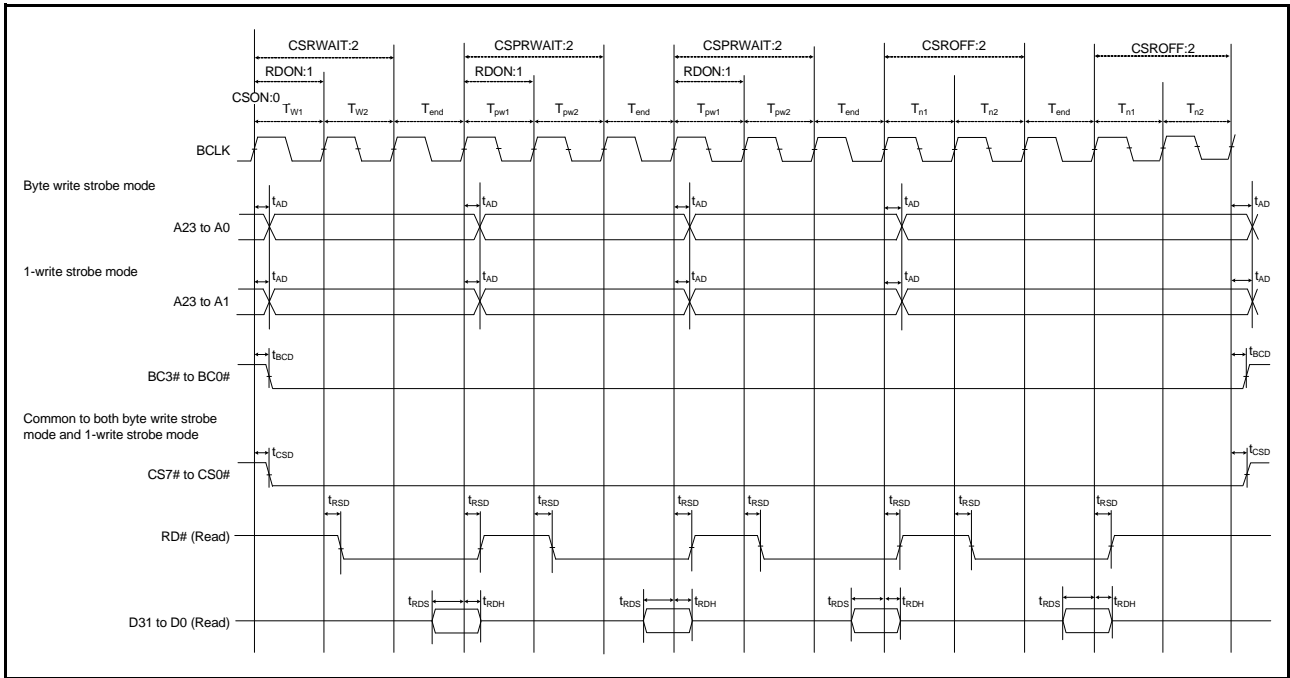 CSRWAIT:2 CSPRWAIT:2 CSPRWAIT:2 CSROFF:2 CSROFF:2
RDON:1 RDON:1 RDON:1
CSON:0
TW1 TW2 Tend Tpw1 Tpw2 Tend Tpw1 Tpw2 Tend Tn1 Tn2 Tend Tn1 Tn2
BCLK
Byte write strobe mode
tAD tAD tAD tAD tAD
A23 to A0
1-write strobe mode
tAD tAD tAD tAD tAD
A23 to A1
tBCD tBCD
BC3# to BC0#
Common to both byte write strobe
mode and 1-write strobe mode
tCSD tCSD
CS7# to CS0#
tRSD tRSD tRSD tRSD tRSD tRSD tRSD tRSD
RD# (Read)
tRDS tRDH tRDS tRDH tRDS tRDH tRDS tRDH
D31 to D0 (Read)